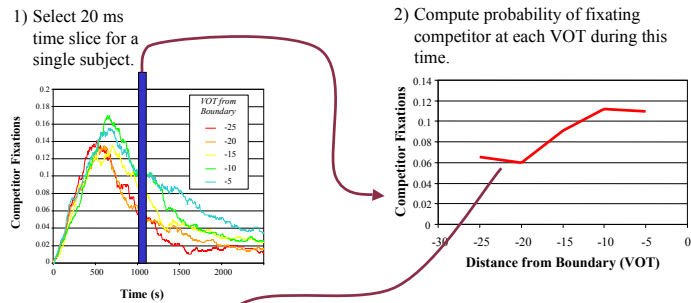 1) Select 20 ms
time slice for a
single subject.
0.2
0.18
0.16
0.14
0.12
0.1
0.08
0.06
0.04
0.02
0
Competitor Fixations
VOT from
Boundary
-25
-20
-15
-10
-5
0 500 1000 1500 2000
Time (s)
2) Compute probability of fixating
competitor at each VOT during this
time.
0.14
0.12
0.1
0.08
0.06
0.04
0.02
0
Competitor Fixations
-30 -25 -20 -15 -10 -5 0
Distance from Boundary (VOT)